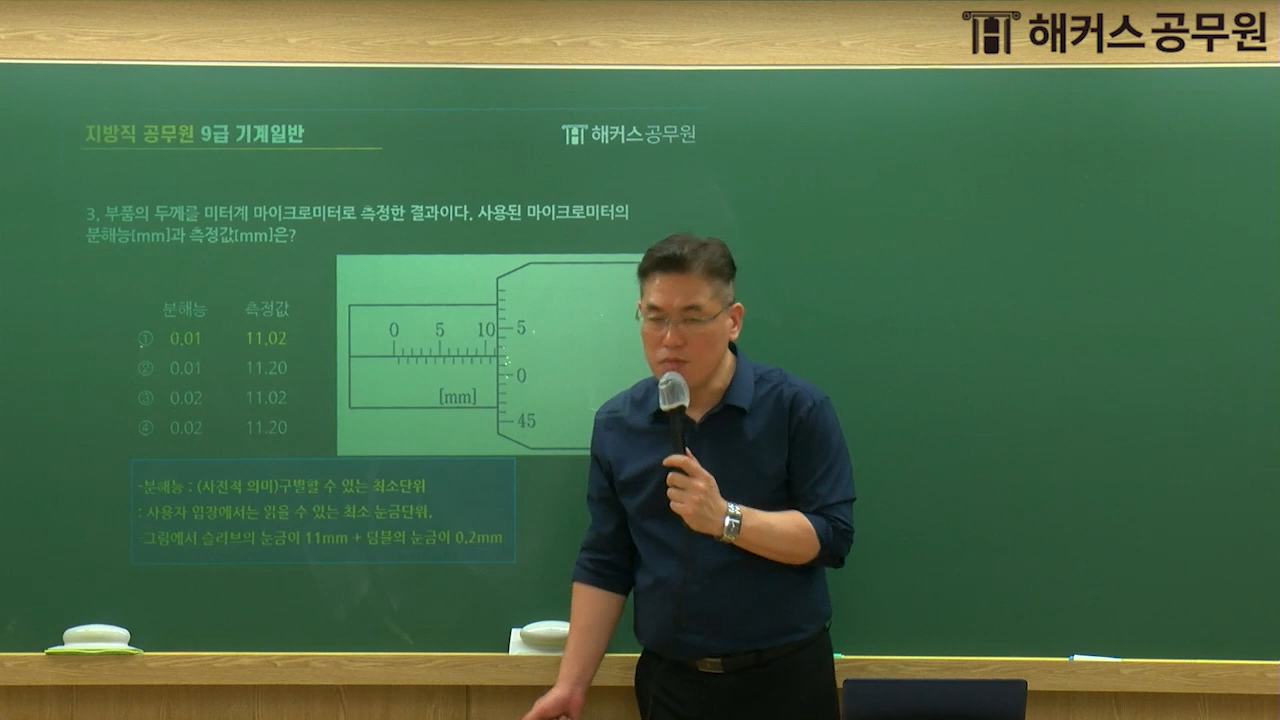 해커스공무원
지방직 공무원 9급 기계일반
해커스공무원
3. 부품의 두께를 미터계 마이크로미터로 측정한 결과이다. 사용된 마이크로미터의
분해능[mm]과 측정값[mm]은?
분해능 측정값
① 0.01 11.02
② 0.01 11.20
③ 0.02 11.02
④ 0.02 11.20
0 5 10
5
0
45
[mm]
-분해능 : (사전적 의미)구별할 수 있는 최소단위
: 사용자 입장에서는 읽을 수 있는 최소 눈금단위.
그림에서 슬리브의 눈금이 11mm + 덤블의 눈금이 0.2mm